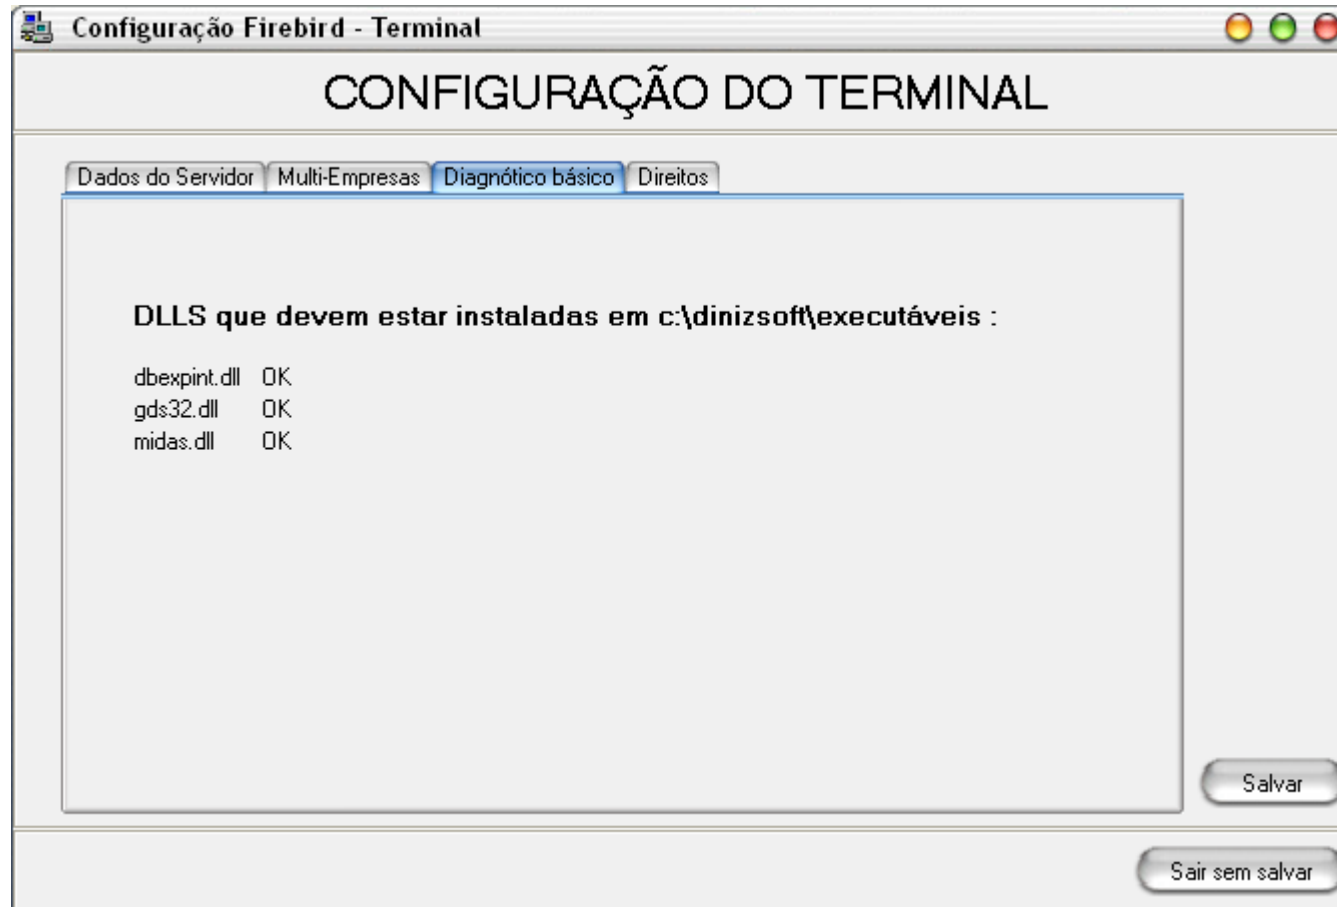 Configuração Firebird - Terminal
CONFIGURAÇÃO DO TERMINAL
Dados do Servidor Multi-Empresas Diagnótico básico Direitos
DLLS que devem estar instaladas em c:\dinizsoft\executáveis :
dbexpint.dll OK
gds32.dll OK
midas.dll OK
Salvar
Sair sem salvar